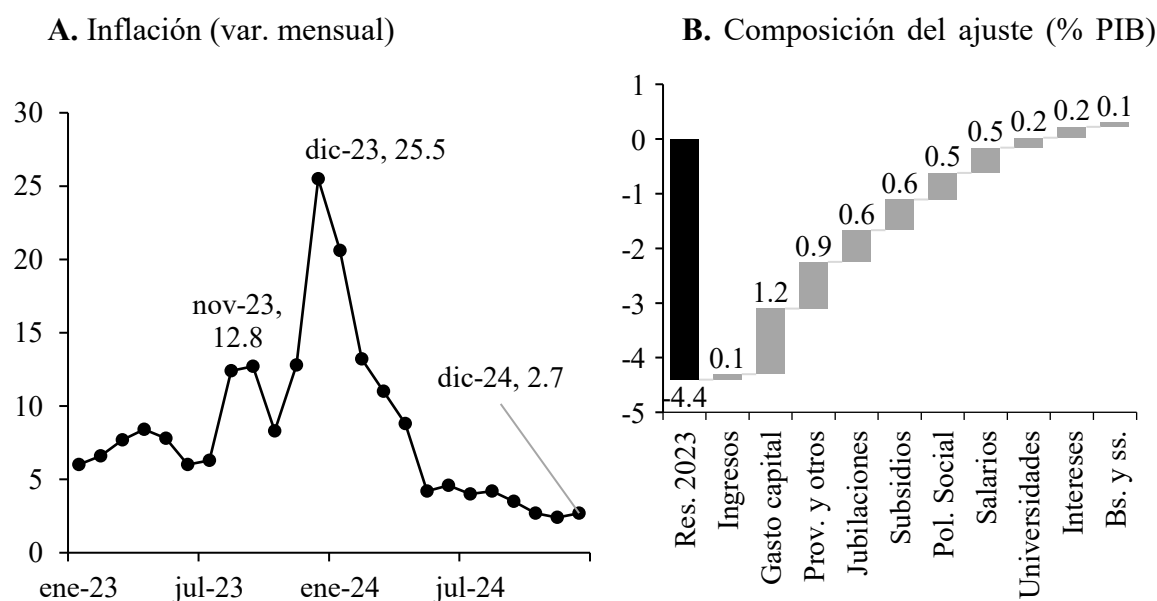 A. Inflación (var. mensual)
30
25
20
15
10
5
0
dic-23, 25.5
nov-23,
12.8
dic-24, 2.7
ene-23
jul-23
ene-24
jul-24
B. Composición del ajuste (% PIB)
1
0
-1
-2
-3
-4
-5
-4.4
0.1
1.2
0.9
0.6
0.6
0.5
0.5
0.2
0.2
0.1
Res. 2023
Ingresos
Gasto capital
Prov. y otros
Jubilaciones
Subsidios
Pol. Social
Salarios
Universidades
Intereses
Bs. y ss.